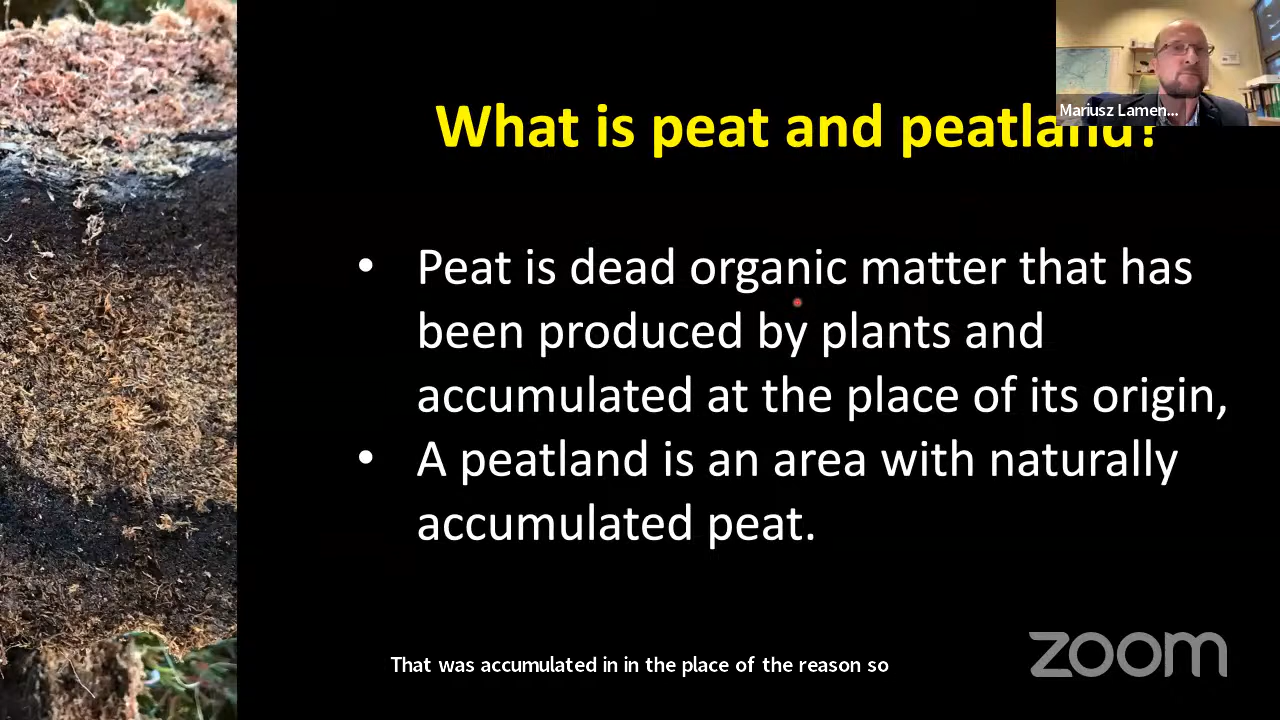 What is peat and peatland?
Mariusz Lamen...
• Peat is dead organic matter that has
been produced by plants and
accumulated at the place of its origin,
• A peatland is an area with naturally
accumulated peat.
That was accumulated in in the place of the reason so
zoom